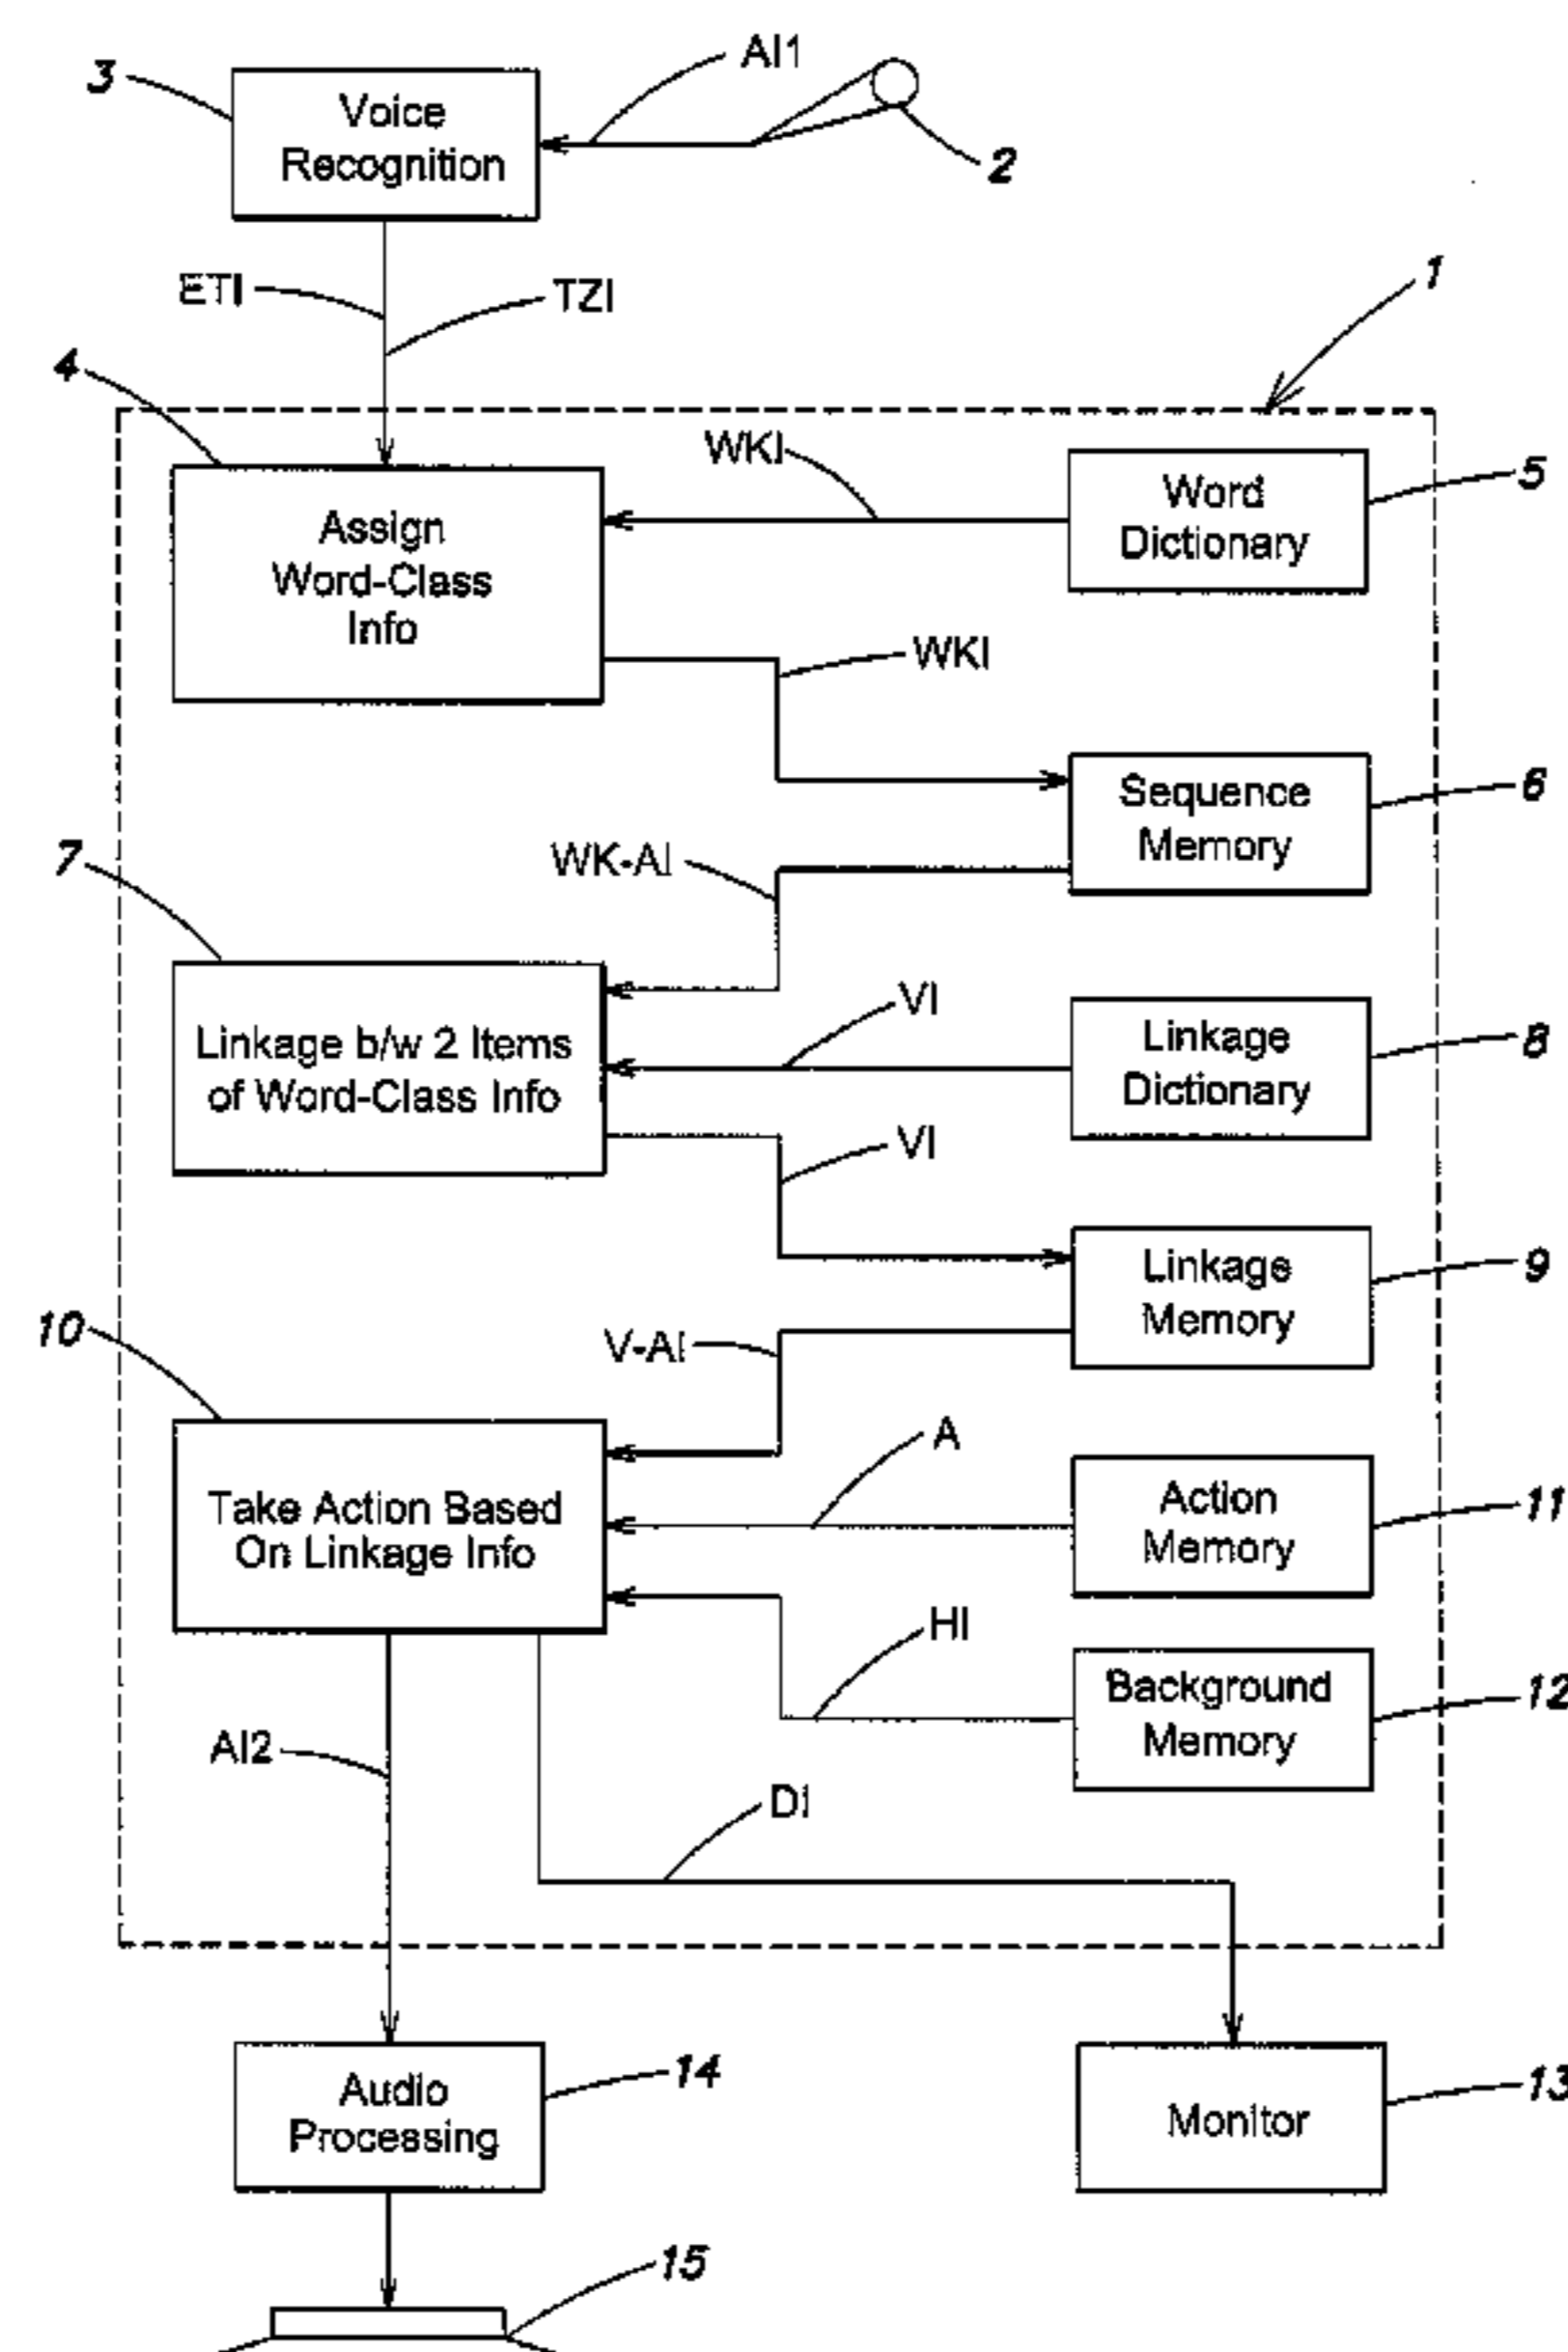 AI1
3
Voice
Recognition
2
ETI
TZI
1
4
WKI
Word
Dictionary
5
Assign
Word-Class
Info
WKI
Sequence
Memory
6
7
WK-AI
Linkage b/w 2 Items
of Word-Class Info
VI
Linkage
Dictionary
8
VI
Linkage
Memory
9
10
V-AI
A
Take Action Based
On Linkage Info
Action
Memory
11
HI
Background
Memory
12
AI2
DI
Audio
Processing
14
Monitor
13
15